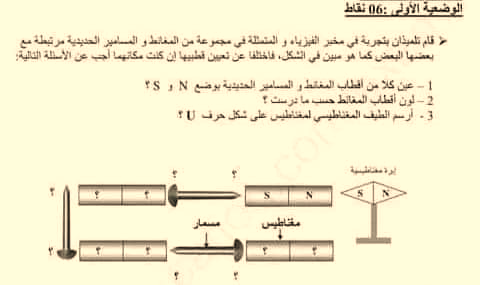 الوضعية الأولى :06 نقاط
➢ قام تلميذان بتجربة في مخبر الفيزياء و المتمثلة في مجموعة من المغانط و المسامير الحديدية مرتبطة مع
بعضها البعض كما هو مبين في الشكل، فاختلفا عن تعيين قطبيها إن كنت مكانهما أجب عن الأسئلة التالية:
1 – عين كلا من أقطاب المغانط و المسامير الحديدية بوضع N و S ؟
2 – لون أقطاب المغانط حسب ما درست ؟
3 - أرسم الطيف المغناطيسي لمغناطيس على شكل حرف U ؟
إبرة مغناطيسية
؟ ؟ ؟
؟ ؟ S N S N
مسمار مغناطيس
؟ ؟ ؟ ؟ ؟
؟ ؟